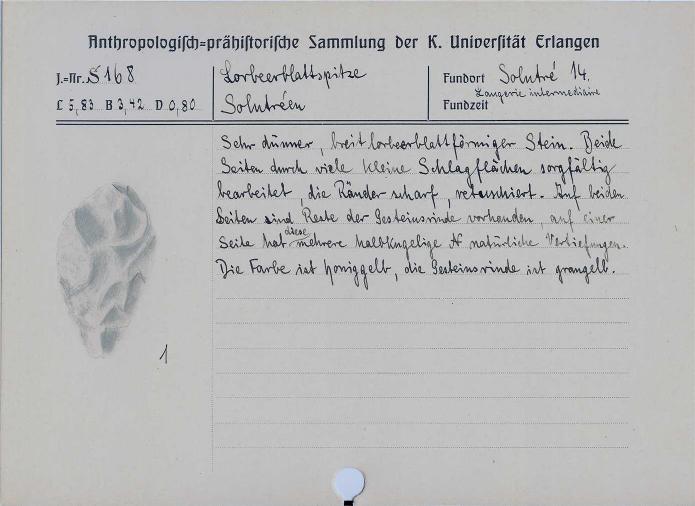 Anthropologisch=prähistorische Sammlung der K. Universität Erlangen
J.=Nr. S 168
Lorbeerblattspitze
Fundort Solutré 14.
Laugerie intermediaire
L 5,83 B 3,42 D 0,80
Solutréen
Fundzeit
Sehr dünner, breit lorbeerblattförmiger Stein. Beide
Seiten durch viele kleine Schlagflächen sorgfältig
bearbeitet, die Ränder scharf, retuschiert. Auf beiden
Seiten sind Reste der Gesteinsrinde vorhanden, auf einer
Seite hat diese mehrere halbkugelige natürliche Vertiefungen.
Die Farbe ist honiggelb, die Gesteinsrinde ist graugelb.
1